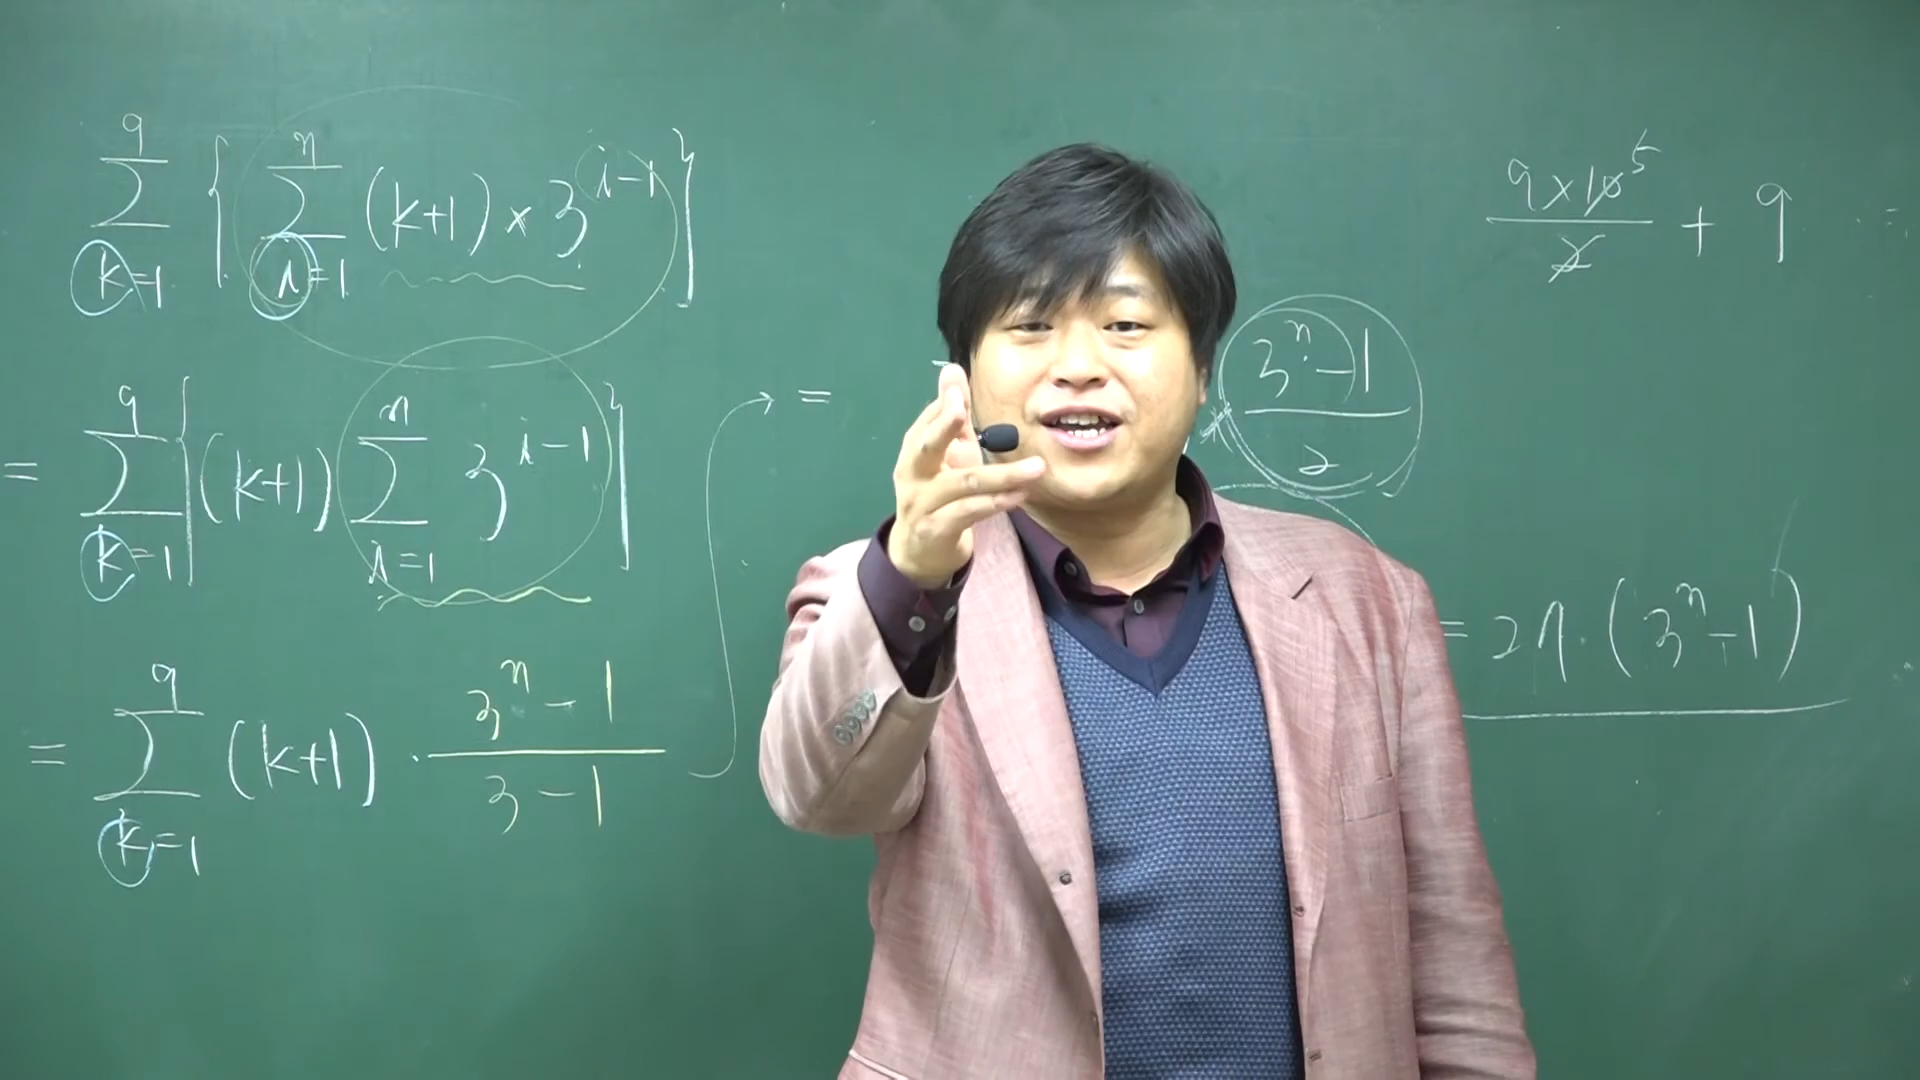 9 Σ k=1 { n Σ i=1 (k+1) × 3^(i-1) }
= 9 Σ k=1 { (k+1) n Σ i=1 3^(i-1) }
= 9 Σ k=1 (k+1) · (3^n - 1)/(3 - 1)
=
(3^n - 1)/2
(9×10^5)/2 + 9
= 27·(3^n - 1)